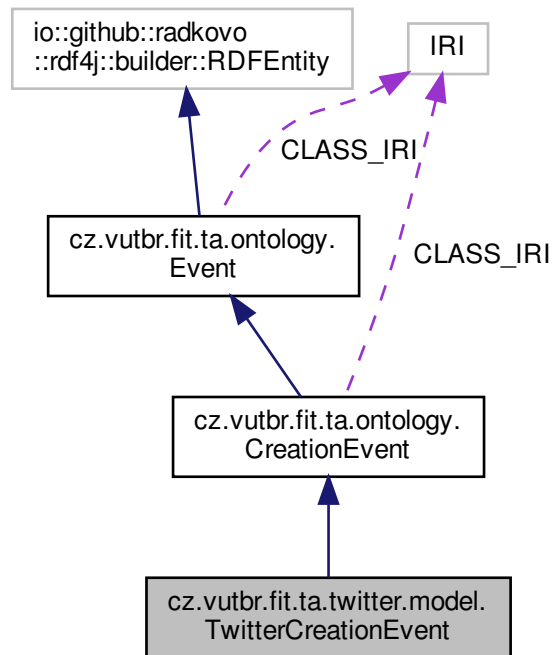 io::github::radkovo
::rdf4j::builder::RDFEntity
IRI
CLASS_IRI
cz.vutbr.fit.ta.ontology.
Event
CLASS_IRI
cz.vutbr.fit.ta.ontology.
CreationEvent
cz.vutbr.fit.ta.twitter.model.
TwitterCreationEvent